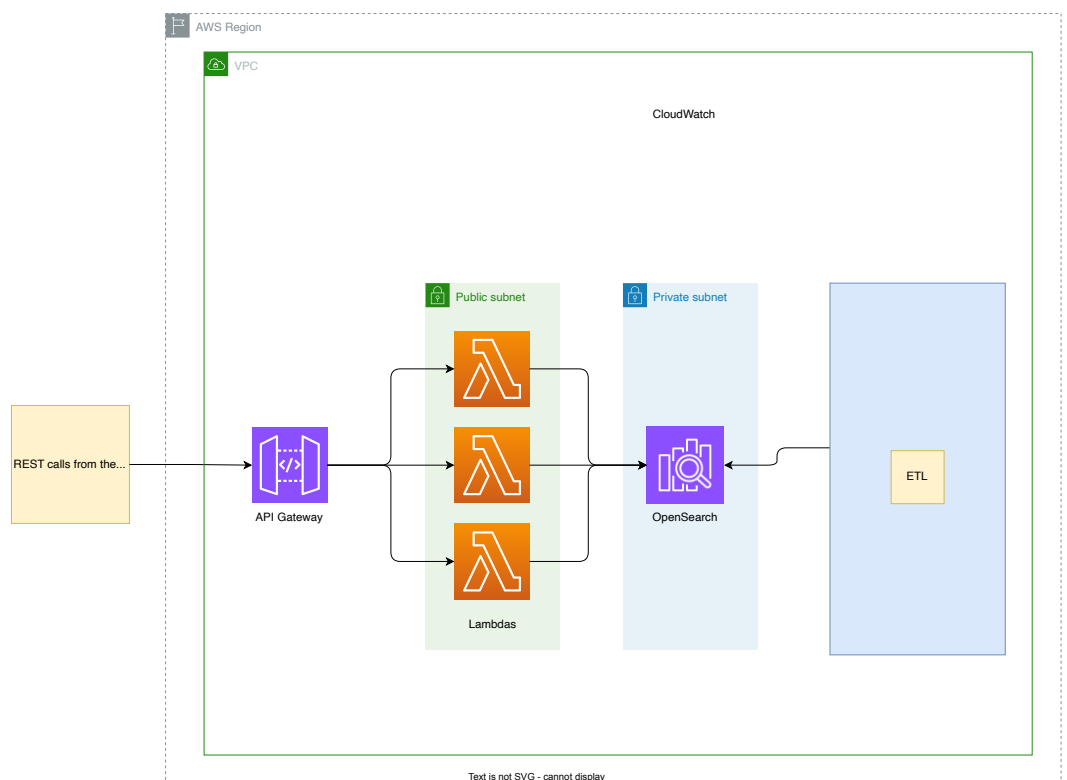 AWS Region
VPC
CloudWatch
Public subnet
Private subnet
REST calls from the...
API Gateway
OpenSearch
ETL
Lambdas
Text is not SVG - cannot display